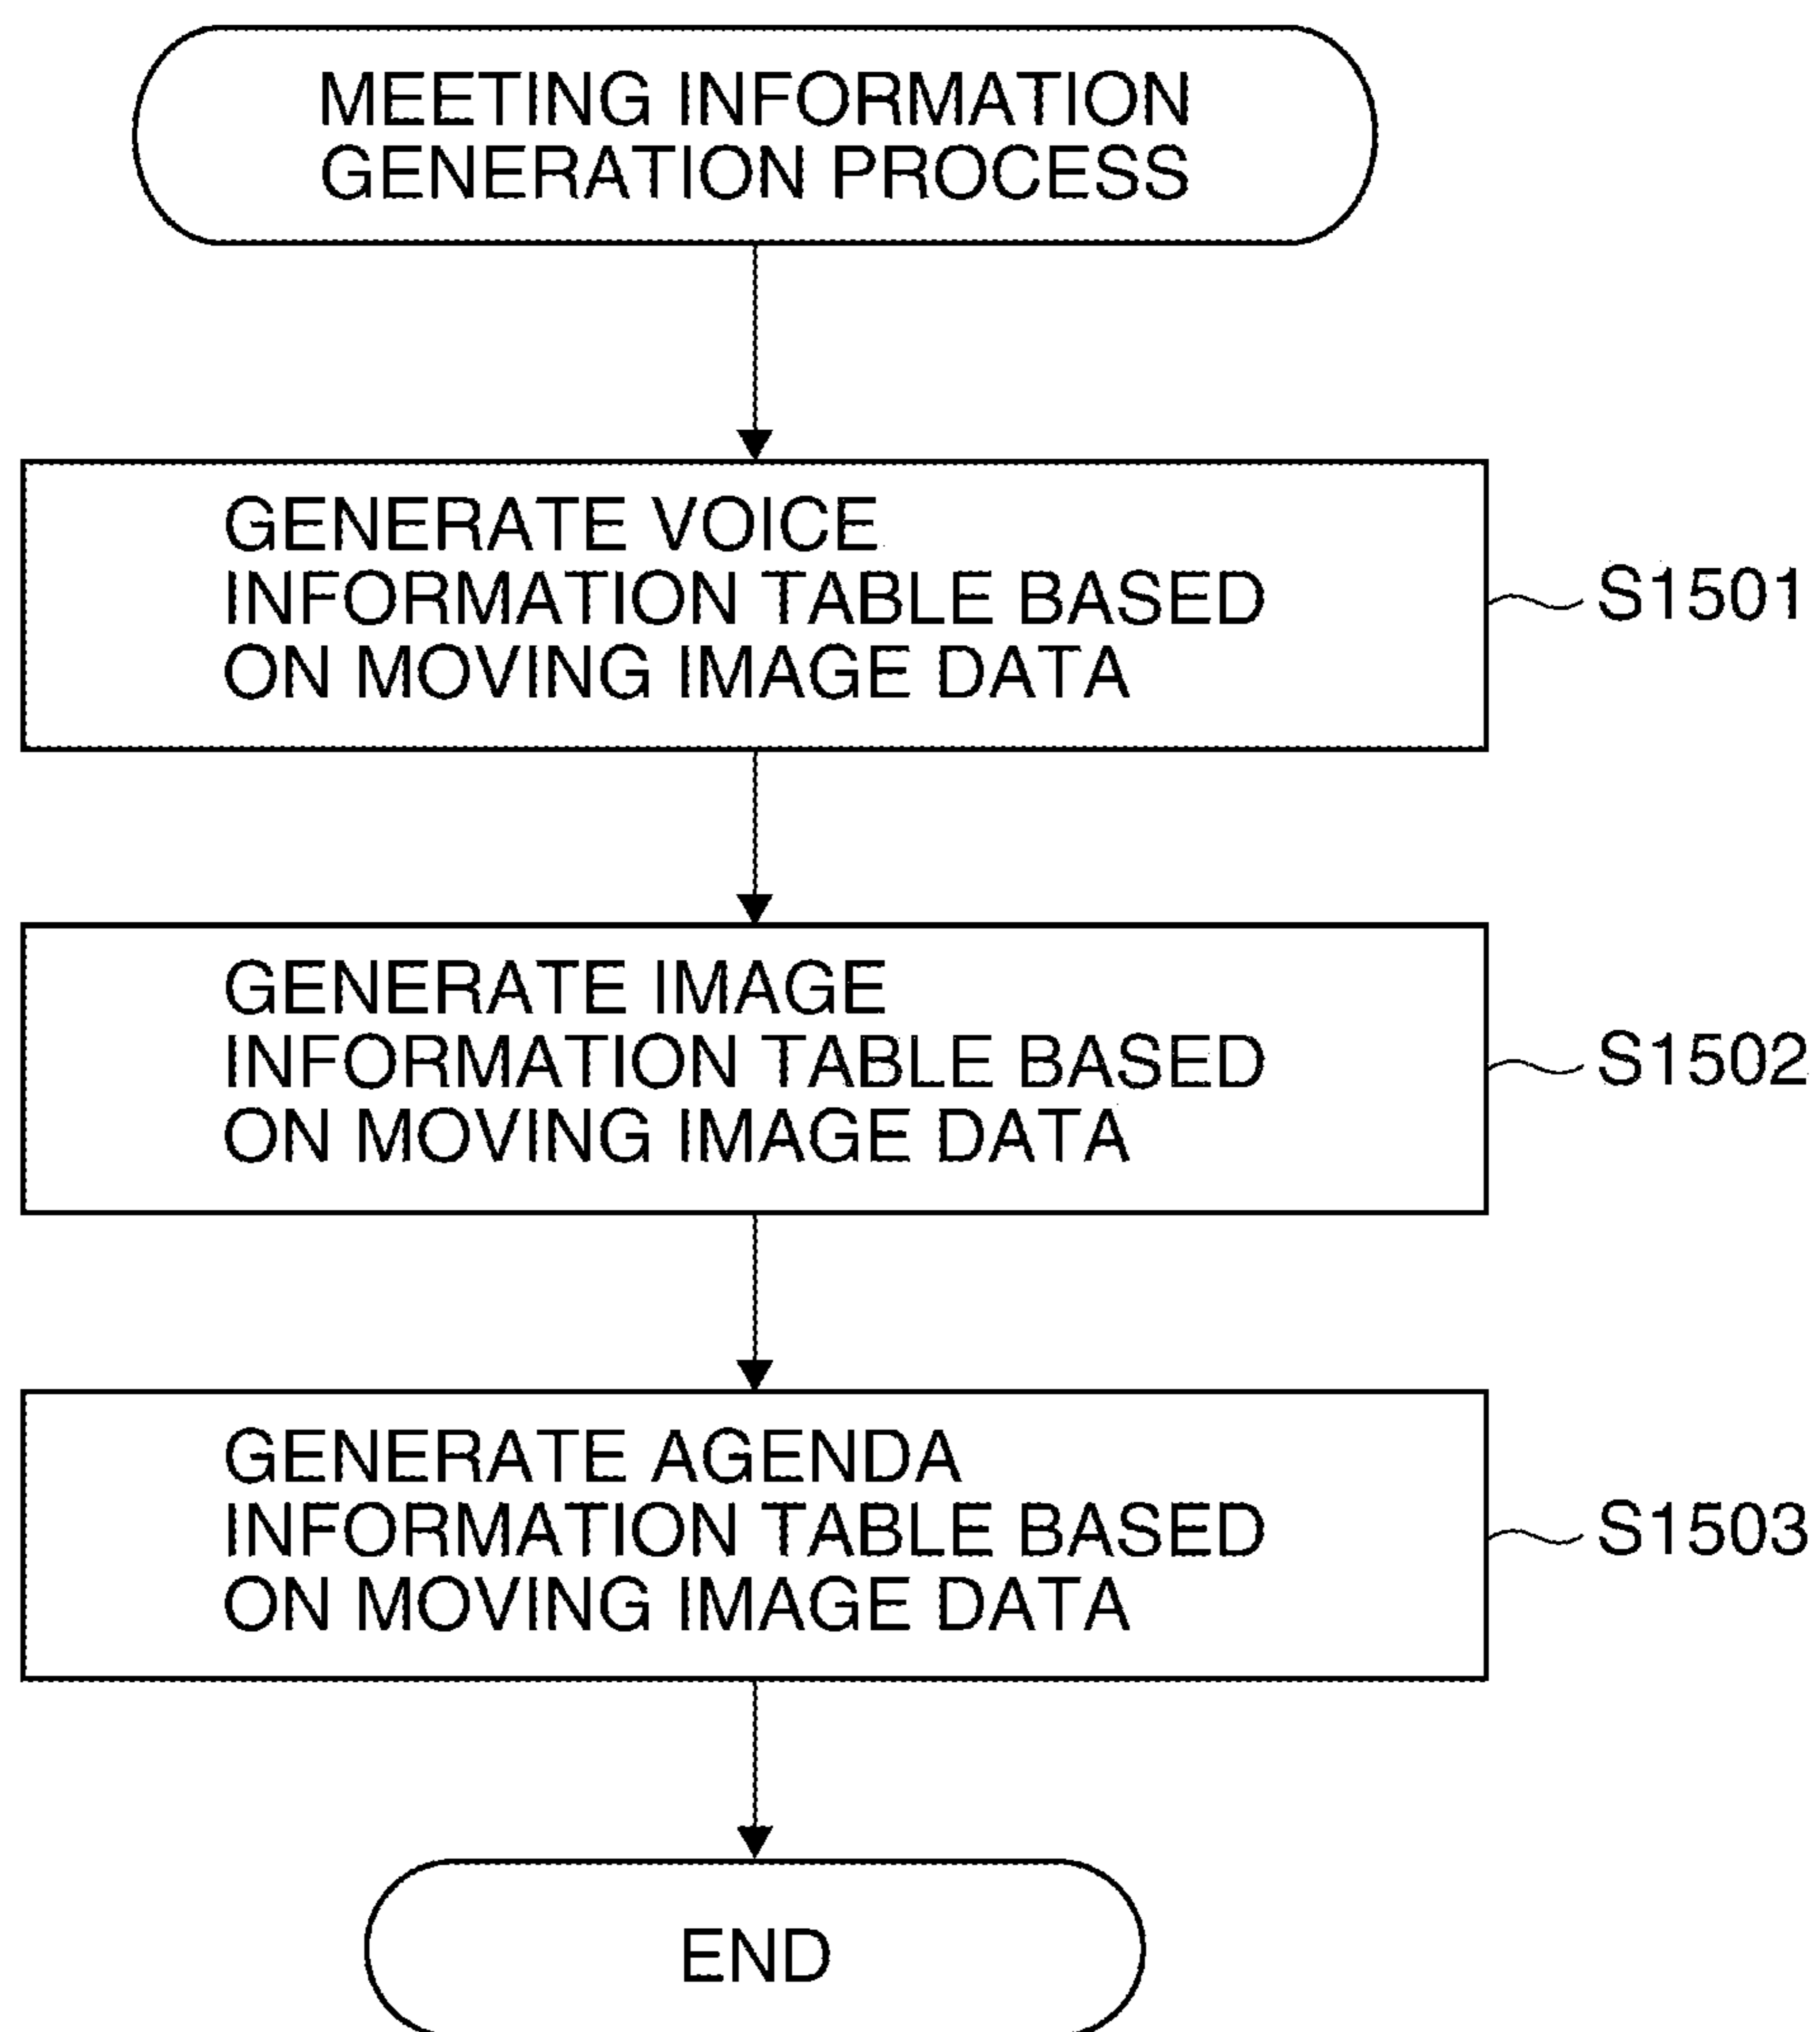 MEETING INFORMATION
GENERATION PROCESS
GENERATE VOICE
INFORMATION TABLE BASED
ON MOVING IMAGE DATA
S1501
GENERATE IMAGE
INFORMATION TABLE BASED
ON MOVING IMAGE DATA
S1502
GENERATE AGENDA
INFORMATION TABLE BASED
ON MOVING IMAGE DATA
S1503
END